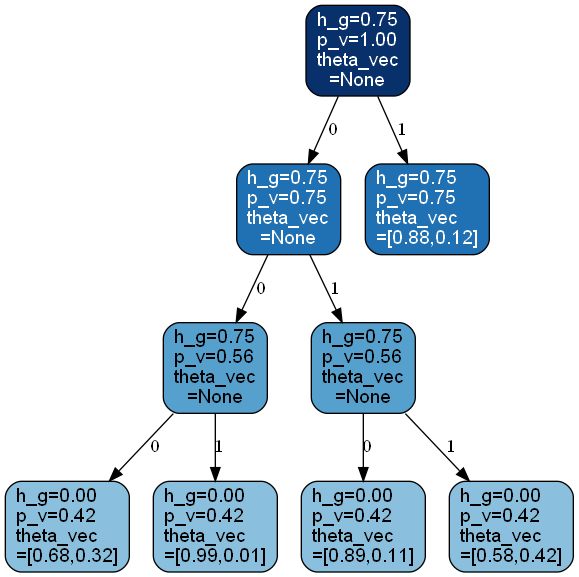 h_g=0.75
p_v=1.00
theta_vec
=None
0
1
h_g=0.75
p_v=0.75
theta_vec
=None
h_g=0.75
p_v=0.75
theta_vec
=[0.88,0.12]
0
1
h_g=0.75
p_v=0.56
theta_vec
=None
h_g=0.75
p_v=0.56
theta_vec
=None
0
1
0
1
h_g=0.00
p_v=0.42
theta_vec
=[0.68,0.32]
h_g=0.00
p_v=0.42
theta_vec
=[0.99,0.01]
h_g=0.00
p_v=0.42
theta_vec
=[0.89,0.11]
h_g=0.00
p_v=0.42
theta_vec
=[0.58,0.42]